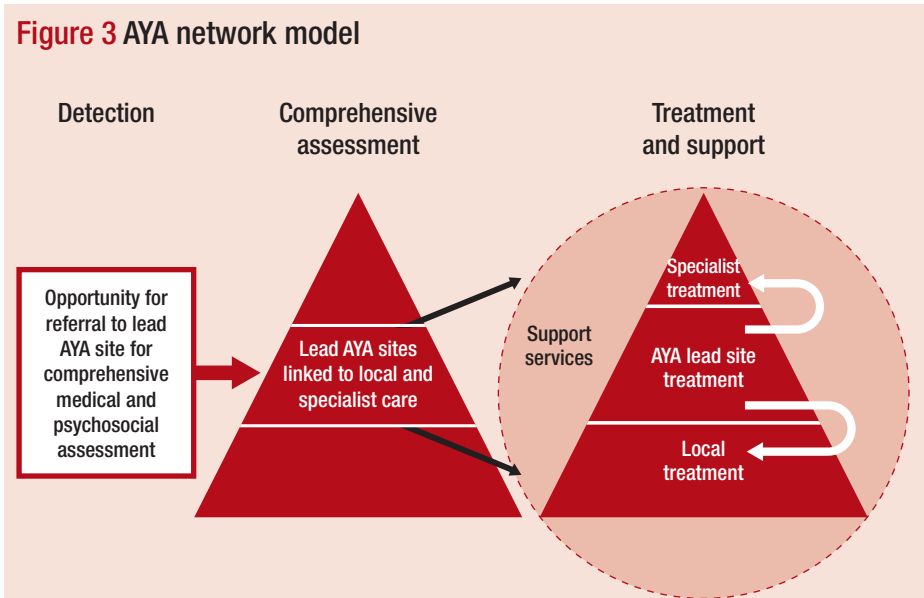 Figure 3 AYA network model
Detection
Comprehensive
assessment
Treatment
and support
Opportunity for
referral to lead
AYA site for
comprehensive
medical and
psychosocial
assessment
Lead AYA sites
linked to local and
specialist care
Support
services
Specialist
treatment
AYA lead site
treatment
Local
treatment